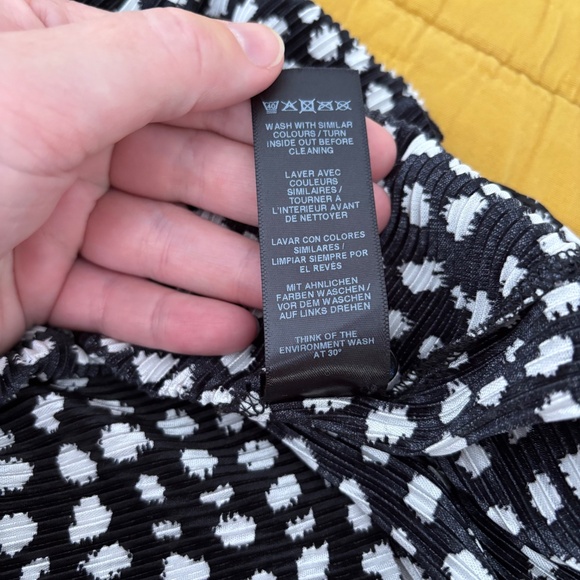 40
WASH WITH SIMILAR
COLOURS / TURN
INSIDE OUT BEFORE
CLEANING
LAVER AVEC
COULEURS
SIMILAIRES /
TOURNER A
L'INTERIEUR AVANT
DE NETTOYER
LAVAR CON COLORES
SIMILARES /
LIMPIAR SIEMPRE POR
EL REVÉS
MIT AHNLICHEN
FARBEN WASCHEN /
VOR DEM WASCHEN
AUF LINKS DREHEN
THINK OF THE
ENVIRONMENT WASH
AT 30°